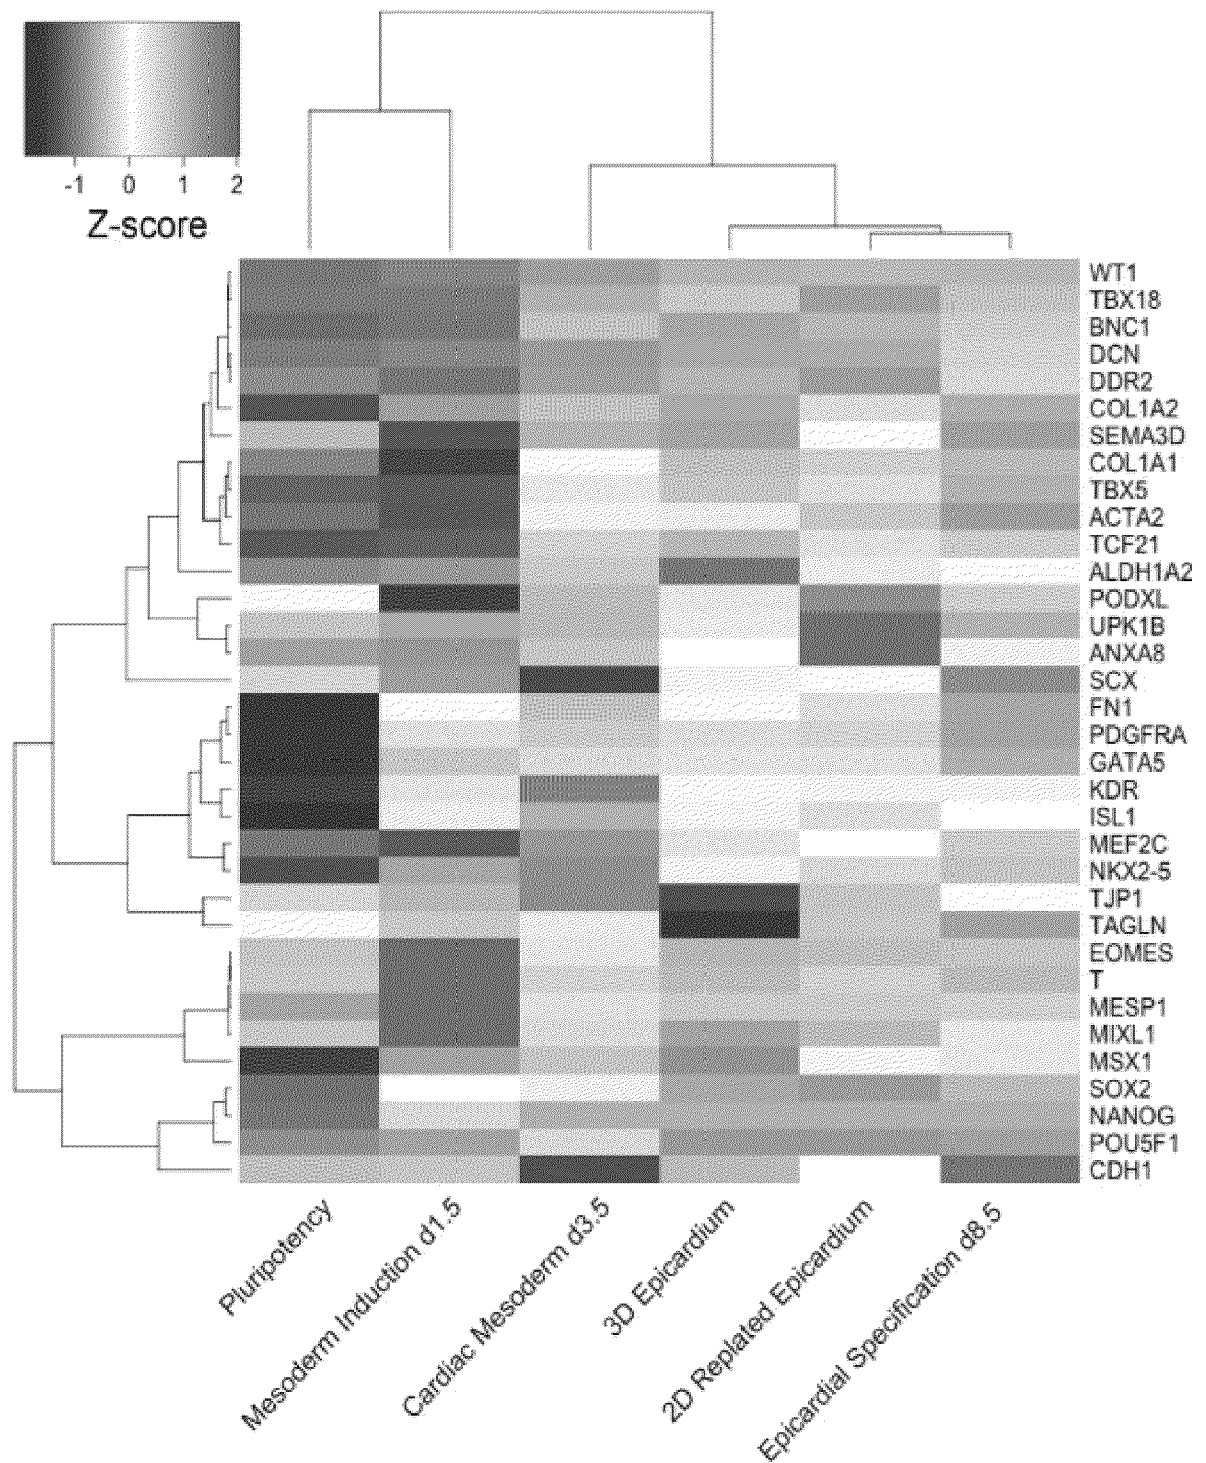 -1 0 1 2
Z-score
WT1
TBX18
BNC1
DCN
DDR2
COL1A2
SEMA3D
COL1A1
TBX5
ACTA2
TCF21
ALDH1A2
PODXL
UPK1B
ANXA8
SCX
FN1
PDGFRA
GATA5
KDR
ISL1
MEF2C
NKX2-5
TJP1
TAGLN
EOMES
T
MESP1
MIXL1
MSX1
SOX2
NANOG
POU5F1
CDH1
Pluripotency
Mesoderm Induction d1.5
Cardiac Mesoderm d3.5
3D Epicardium
2D Replated Epicardium
Epicardial Specification d8.5